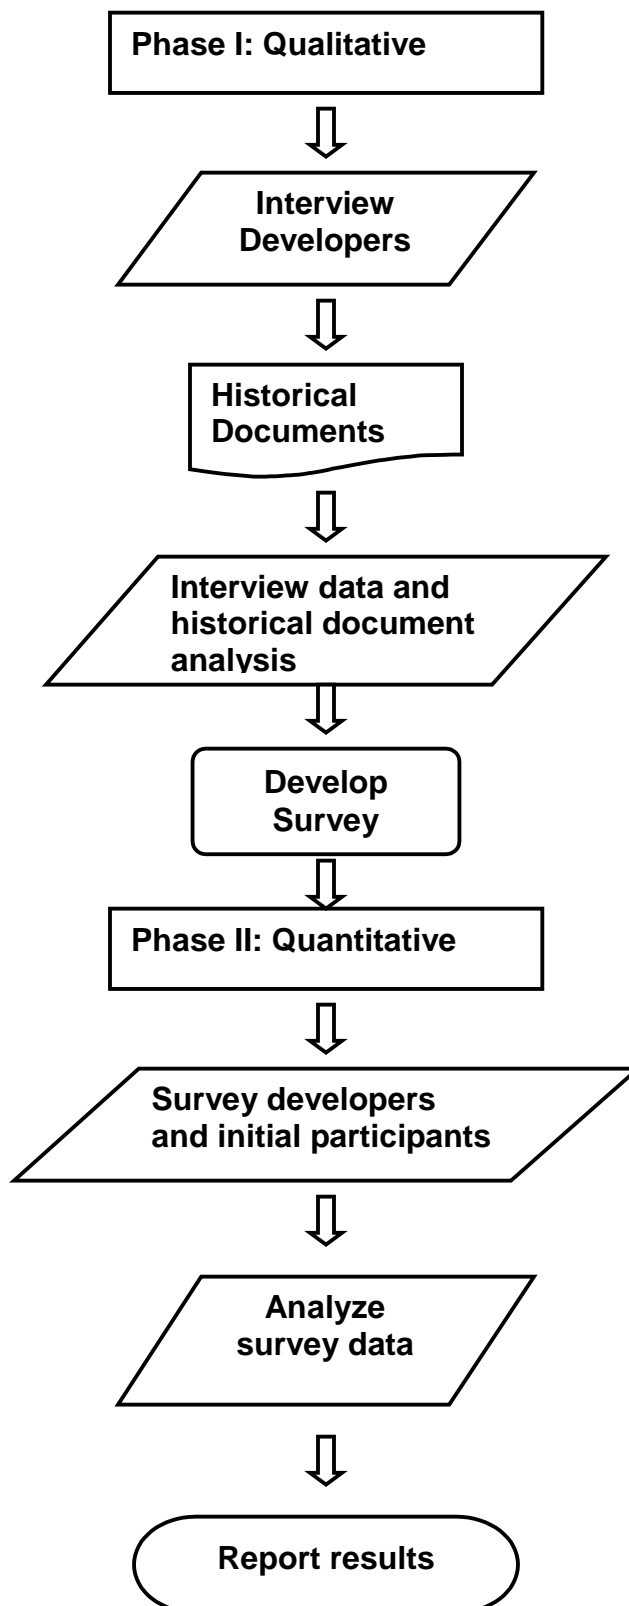 Phase I: Qualitative
Interview
Developers
Historical
Documents
Interview data and
historical document
analysis
Develop
Survey
Phase II: Quantitative
Survey developers
and initial participants
Analyze
survey data
Report results